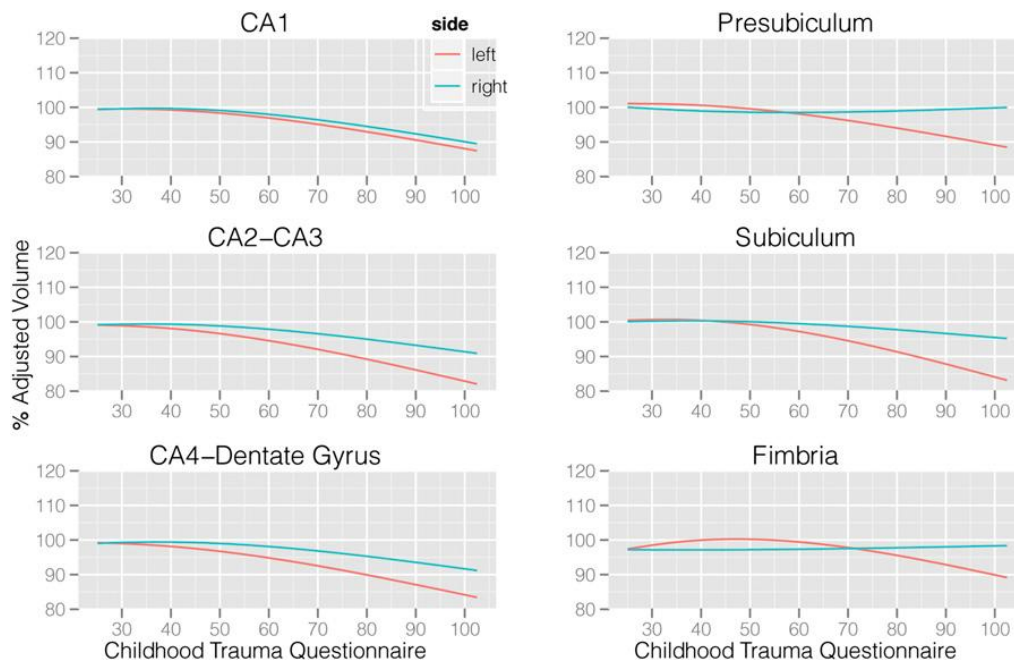 CA1
side
left
right
120
110
100
90
80
30 40 50 60 70 80 90 100
Presubiculum
120
110
100
90
80
30 40 50 60 70 80 90 100
% Adjusted Volume
CA2–CA3
120
110
100
90
80
30 40 50 60 70 80 90 100
Subiculum
120
110
100
90
80
30 40 50 60 70 80 90 100
CA4–Dentate Gyrus
120
110
100
90
80
30 40 50 60 70 80 90 100
Childhood Trauma Questionnaire
Fimbria
120
110
100
90
80
30 40 50 60 70 80 90 100
Childhood Trauma Questionnaire